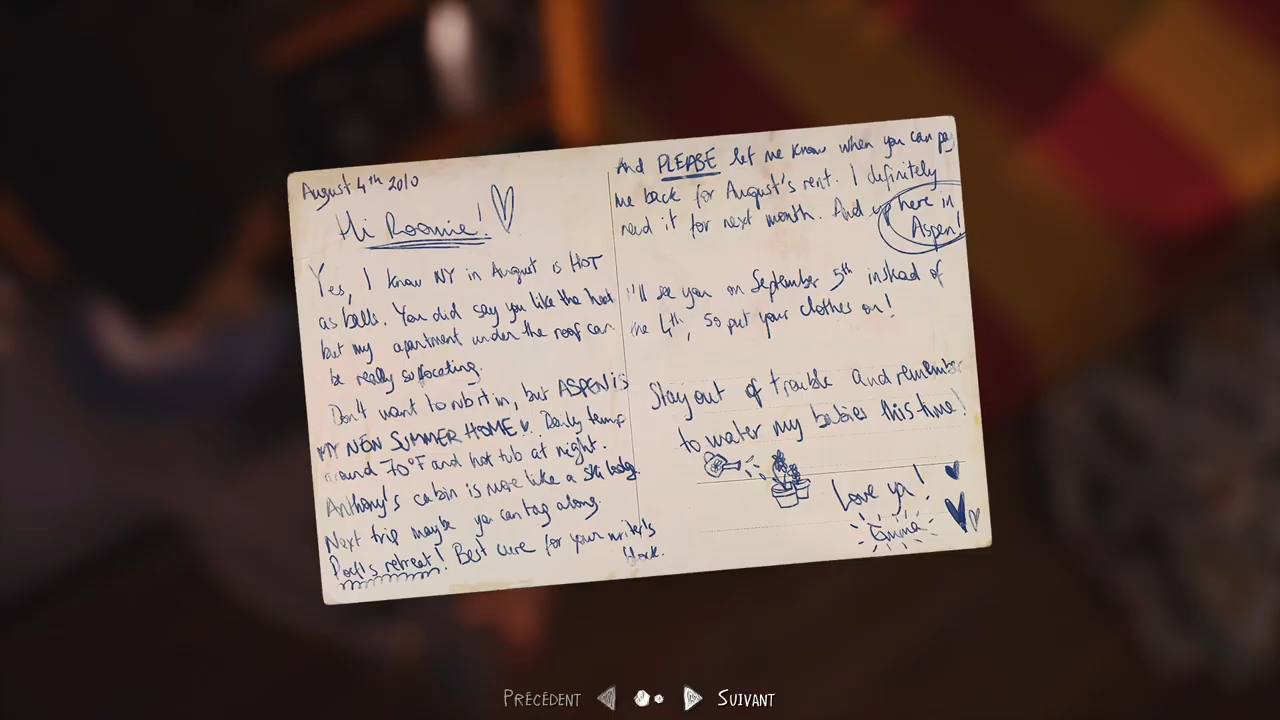 August 4th 2010
Hi Roomie!
Yes, I know NY in August is HOT
as balls. You did say you like the heat
but my apartment under the roof can
be really suffocating.
Don't want to rub it in, but ASPEN is
MY NEW SUMMER HOME. Daily temp
around 70°F and hot tub at night.
Anthony's cabin is more like a ski lodge.
Next trip maybe you can tag along.
Poet's retreat! Best cure for your writer's
block.
And PLEASE let me know when you can pay
me back for August's rent. I definitely
need it for next month. And up here in
Aspen!
I'll see you on September 5th instead of
the 4th, so put your clothes on!
Stay out of trouble and remember
to water my babies this time!
Love ya!
Emma
PRÉCÉDENT
SUIVANT